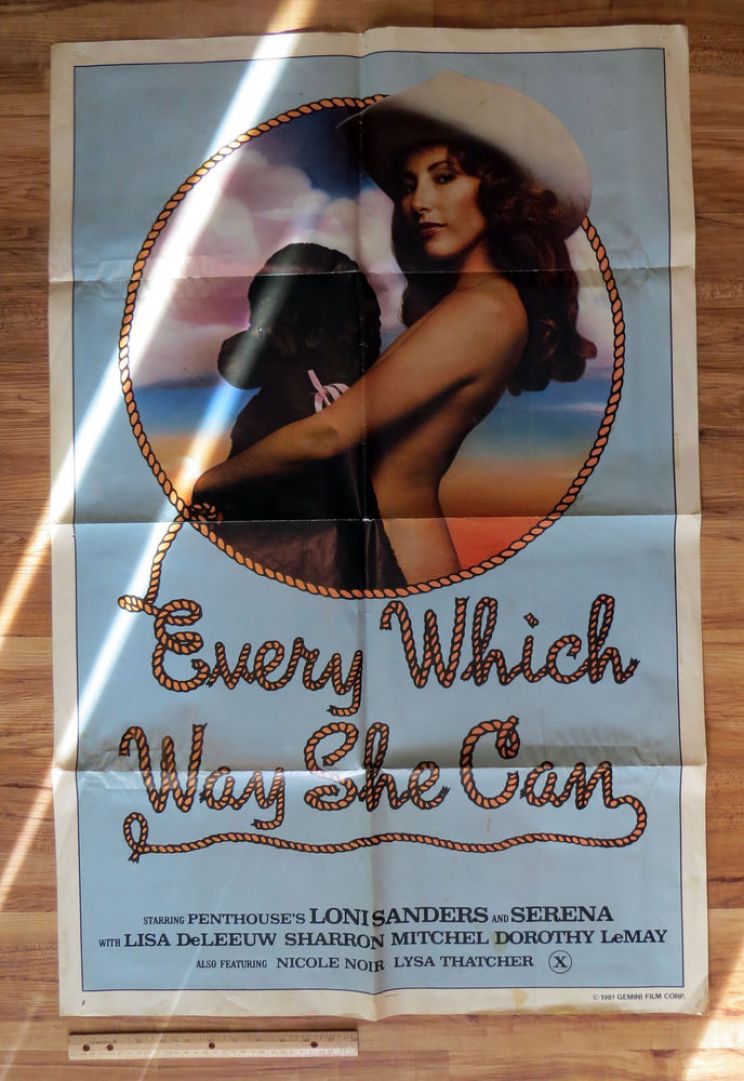 Every Which
Way She Can
STARRING PENTHOUSE'S LONI SANDERS AND SERENA
WITH LISA DeLEEUW SHARRON MITCHEL DOROTHY LeMAY
ALSO FEATURING NICOLE NOIR LYSA THATCHER X
© 1981 GEMINI FILM CORP.